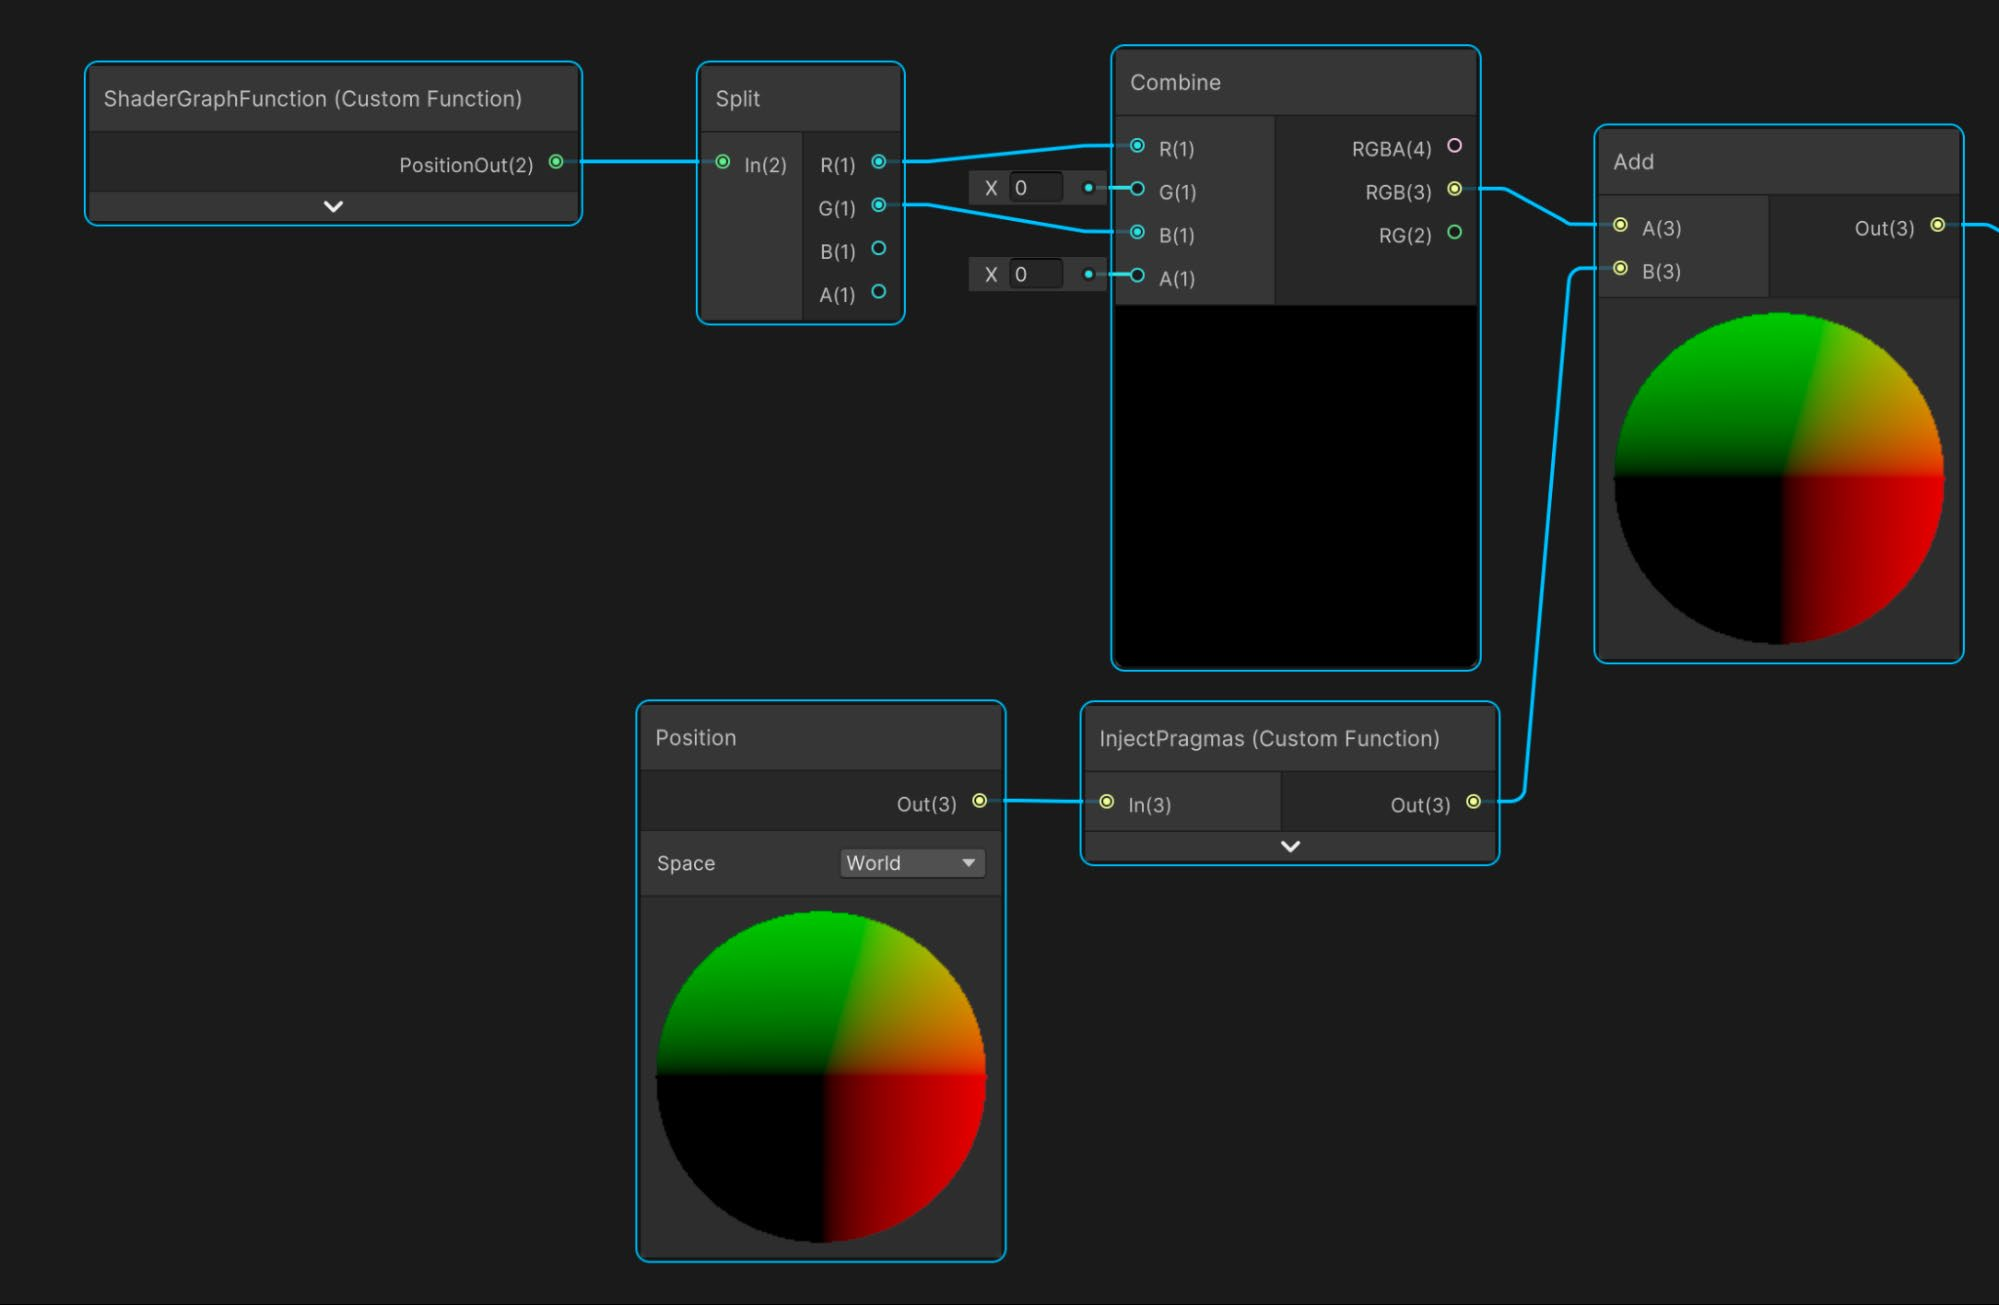 ShaderGraphFunction (Custom Function)
PositionOut(2)
Split
In(2)
R(1)
G(1)
B(1)
A(1)
X 0
X 0
Combine
R(1)
G(1)
B(1)
A(1)
RGBA(4)
RGB(3)
RG(2)
Add
A(3)
B(3)
Out(3)
Position
Out(3)
Space World
InjectPragmas (Custom Function)
In(3)
Out(3)